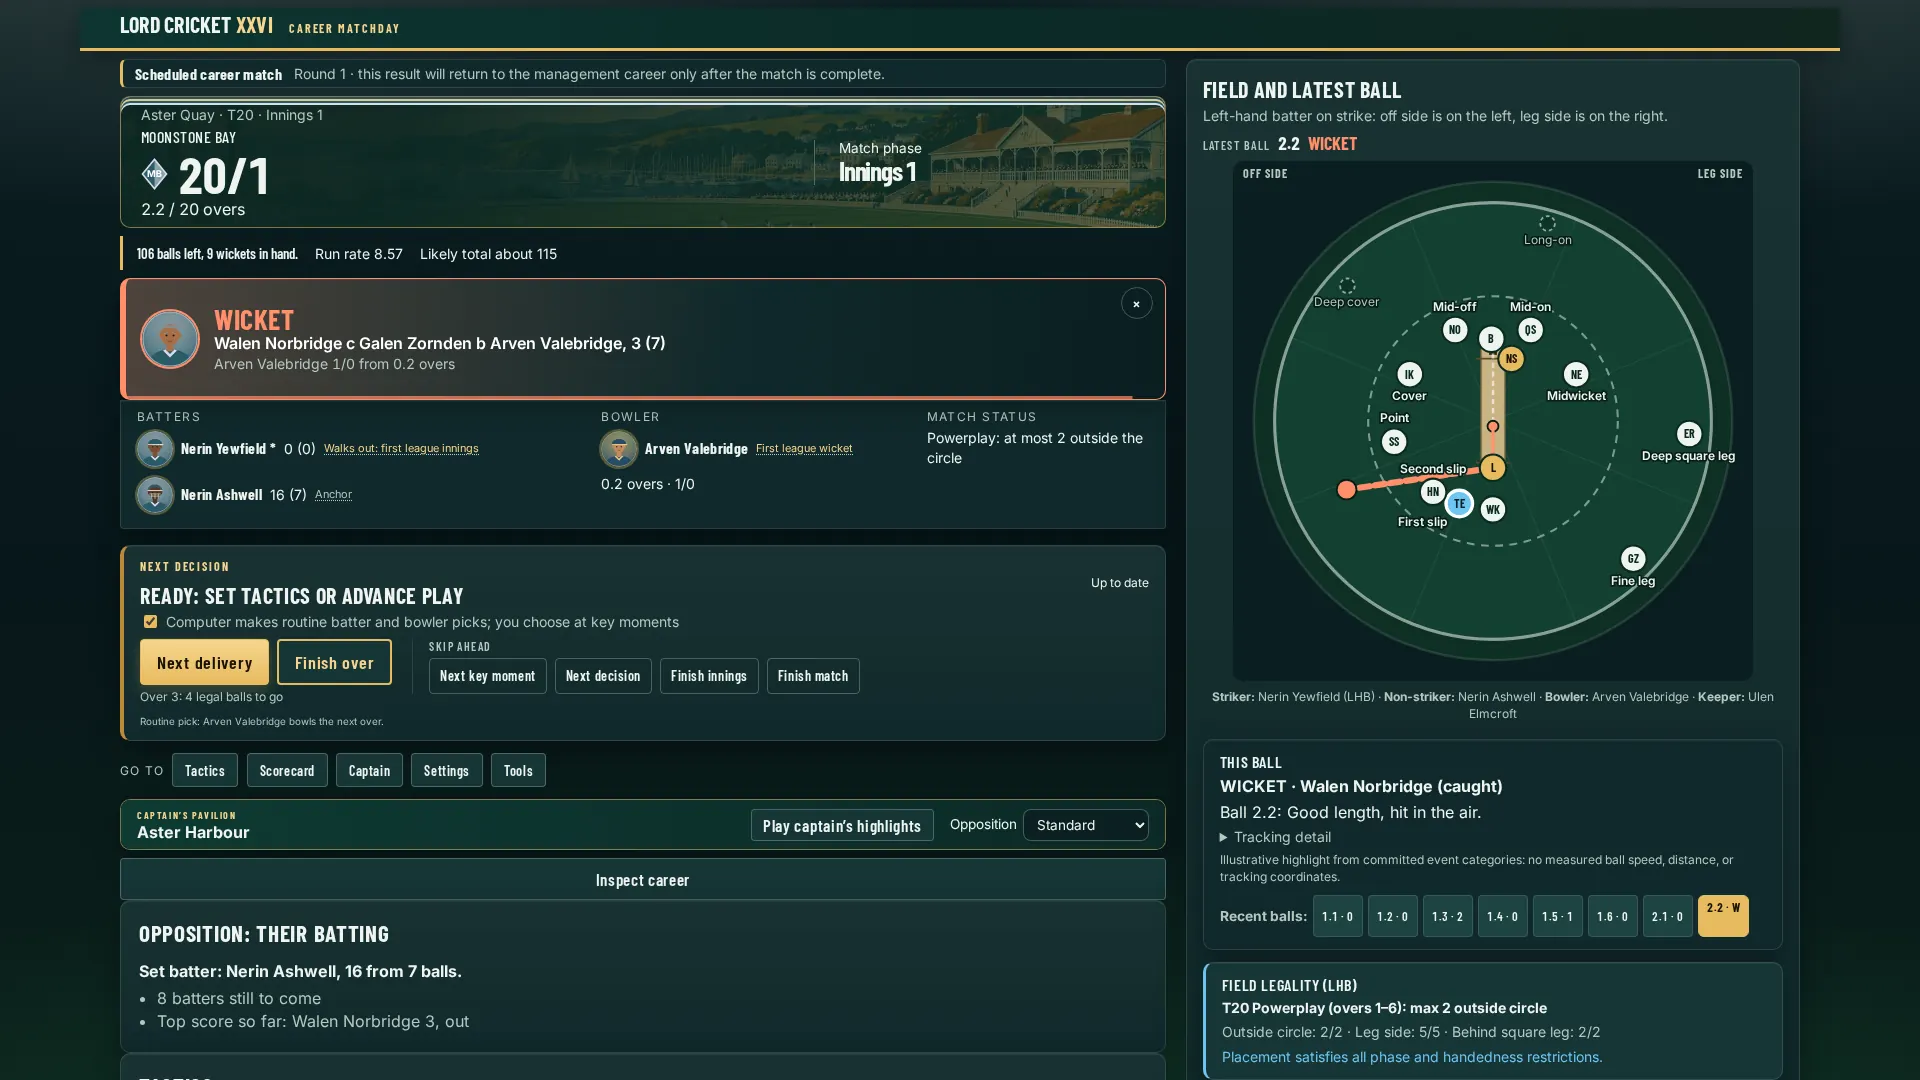 LORD CRICKET XXVI CAREER MATCHDAY
Scheduled career match Round 1 · this result will return to the management career only after the match is complete.
Aster Quay · T20 · Innings 1
MOONSTONE BAY
MB 20/1
2.2 / 20 overs
Match phase
Innings 1
106 balls left, 9 wickets in hand. Run rate 8.57 Likely total about 115
WICKET
Walen Norbridge c Galen Zornden b Arven Valebridge, 3 (7)
Arven Valebridge 1/0 from 0.2 overs
×
BATTERS
Nerin Yewfield * 0 (0) Walks out: first league innings
Nerin Ashwell 16 (7) Anchor
BOWLER
Arven Valebridge First league wicket
0.2 overs · 1/0
MATCH STATUS
Powerplay: at most 2 outside the
circle
NEXT DECISION
READY: SET TACTICS OR ADVANCE PLAY
Up to date
Computer makes routine batter and bowler picks; you choose at key moments
Next delivery
Finish over
SKIP AHEAD
Next key moment
Next decision
Finish innings
Finish match
Over 3: 4 legal balls to go
Routine pick: Arven Valebridge bowls the next over.
GO TO
Tactics
Scorecard
Captain
Settings
Tools
CAPTAIN'S PAVILION
Aster Harbour
Play captain's highlights
Opposition
Standard
Inspect career
OPPOSITION: THEIR BATTING
Set batter: Nerin Ashwell, 16 from 7 balls.
• 8 batters still to come
• Top score so far: Walen Norbridge 3, out
FIELD AND LATEST BALL
Left-hand batter on strike: off side is on the left, leg side is on the right.
LATEST BALL 2.2 WICKET
OFF SIDE
LEG SIDE
Long-on
Deep cover
Mid-off
Mid-on
NO
B
QS
NS
IK
Cover
NE
Midwicket
Point
SS
ER
Deep square leg
Second slip
L
HN
TE
WK
First slip
GZ
Fine leg
Striker: Nerin Yewfield (LHB) · Non-striker: Nerin Ashwell · Bowler: Arven Valebridge · Keeper: Ulen
Elmcroft
THIS BALL
WICKET · Walen Norbridge (caught)
Ball 2.2: Good length, hit in the air.
Tracking detail
Illustrative highlight from committed event categories: no measured ball speed, distance, or
tracking coordinates.
Recent balls: 1.1 · 0 1.2 · 0 1.3 · 2 1.4 · 0 1.5 · 1 1.6 · 0 2.1 · 0 2.2 · W
FIELD LEGALITY (LHB)
T20 Powerplay (overs 1–6): max 2 outside circle
Outside circle: 2/2 · Leg side: 5/5 · Behind square leg: 2/2
Placement satisfies all phase and handedness restrictions.